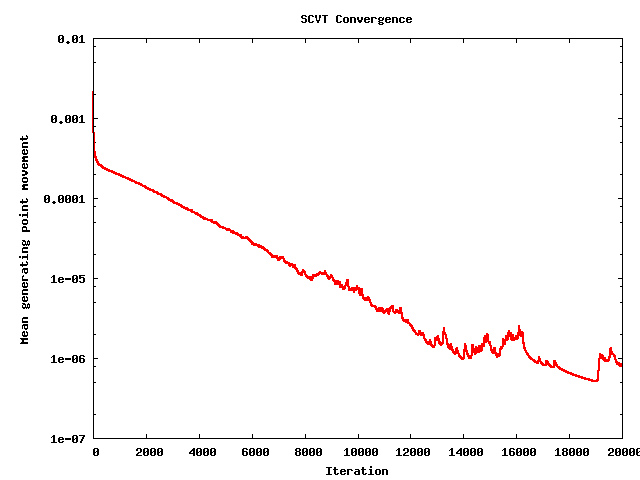 SCVT Convergence
0.01
0.001
0.0001
1e-05
1e-06
1e-07
Mean generating point movement
0 2000 4000 6000 8000 10000 12000 14000 16000 18000 20000
Iteration